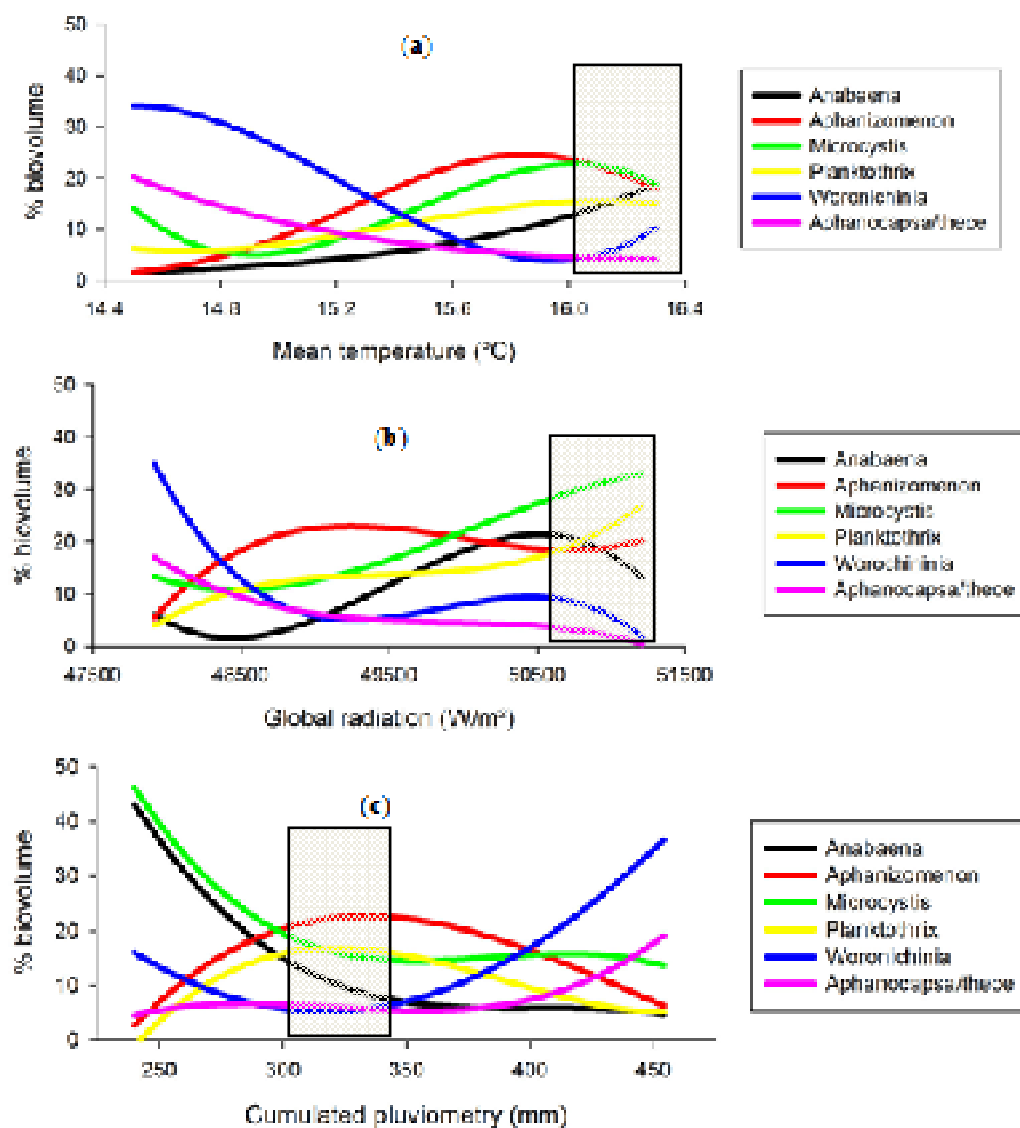 (a)
50
40
30
20
10
0
% biovolume
14.4 14.8 15.2 15.6 16.0 16.4
Mean temperature (°C)
Anabaena
Aphanizomenon
Microcystis
Planktothrix
Woronichinia
Aphanocapsa/thece
(b)
50
40
30
20
10
0
% biovolume
47500 48500 49500 50500 51500
Global radiation (W/m²)
Anabaena
Aphenizomenon
Microcystis
Planktothrix
Worochininia
Aphanocapsa/thece
(c)
50
40
30
20
10
0
% biovolume
250 300 350 400 450
Cumulated pluviometry (mm)
Anabaena
Aphanizomenon
Microcystis
Planktothrix
Woronichinia
Aphanocapsa/thece